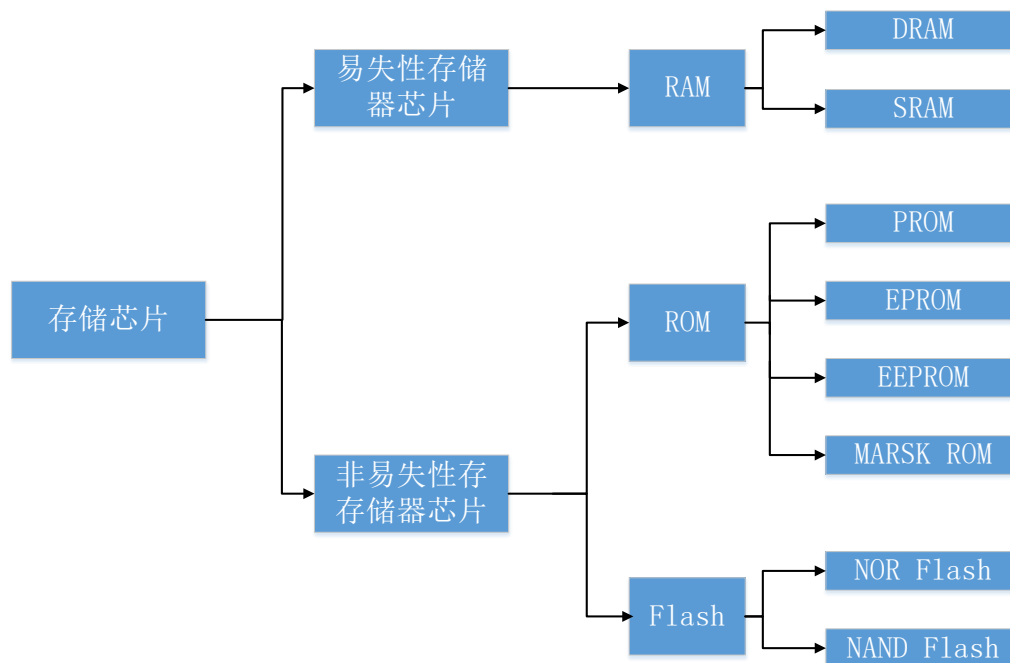 存储芯片
易失性存储
器芯片
RAM
DRAM
SRAM
非易失性存
存储器芯片
ROM
PROM
EPROM
EEPROM
MARSK ROM
Flash
NOR Flash
NAND Flash